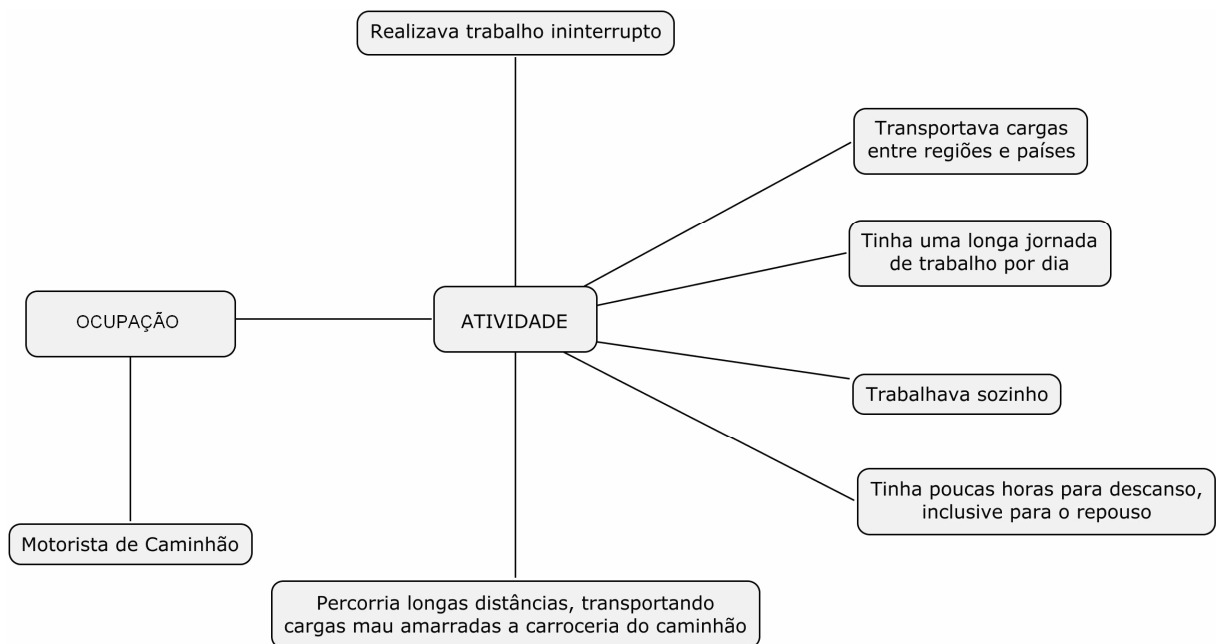 Realizava trabalho ininterrupto
Transportava cargas
entre regiões e países
Tinha uma longa jornada
de trabalho por dia
OCUPAÇÃO
ATIVIDADE
Trabalhava sozinho
Tinha poucas horas para descanso,
inclusive para o repouso
Motorista de Caminhão
Percorria longas distâncias, transportando
cargas mau amarradas a carroceria do caminhão